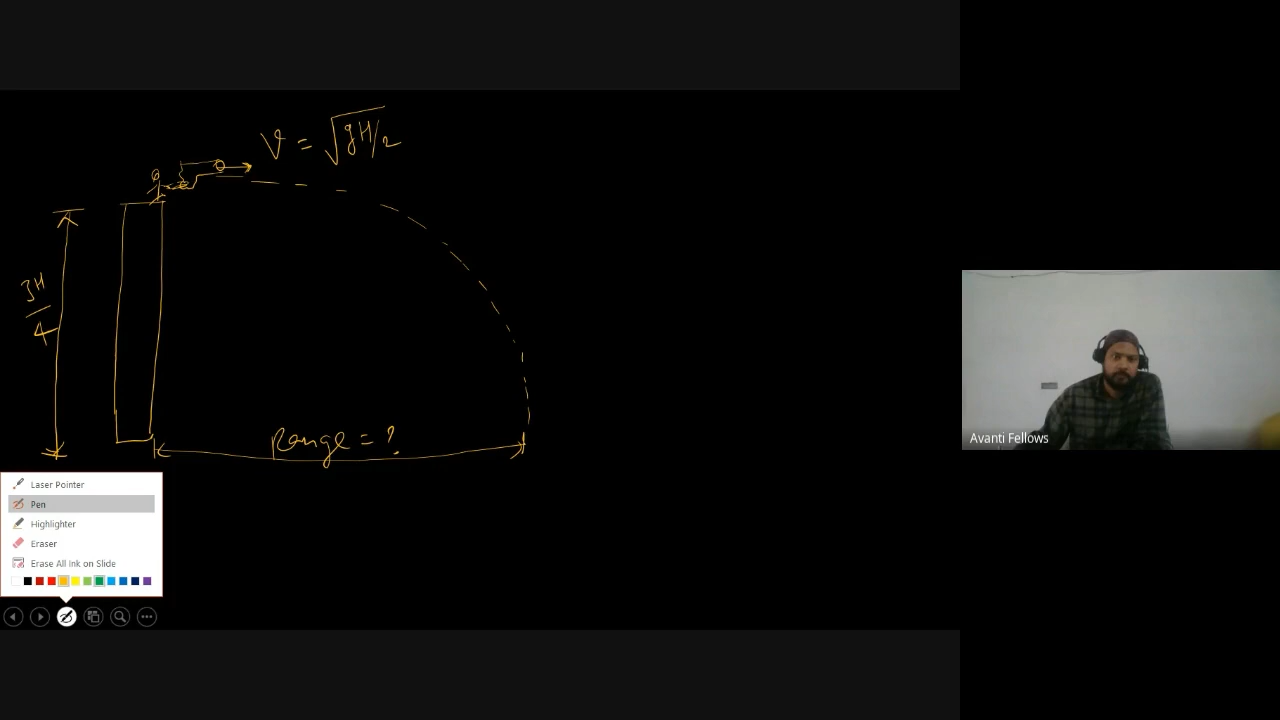 V = √gH/2
3H/4
Range = ?
Avanti Fellows
Laser Pointer
Pen
Highlighter
Eraser
Erase All Ink on Slide